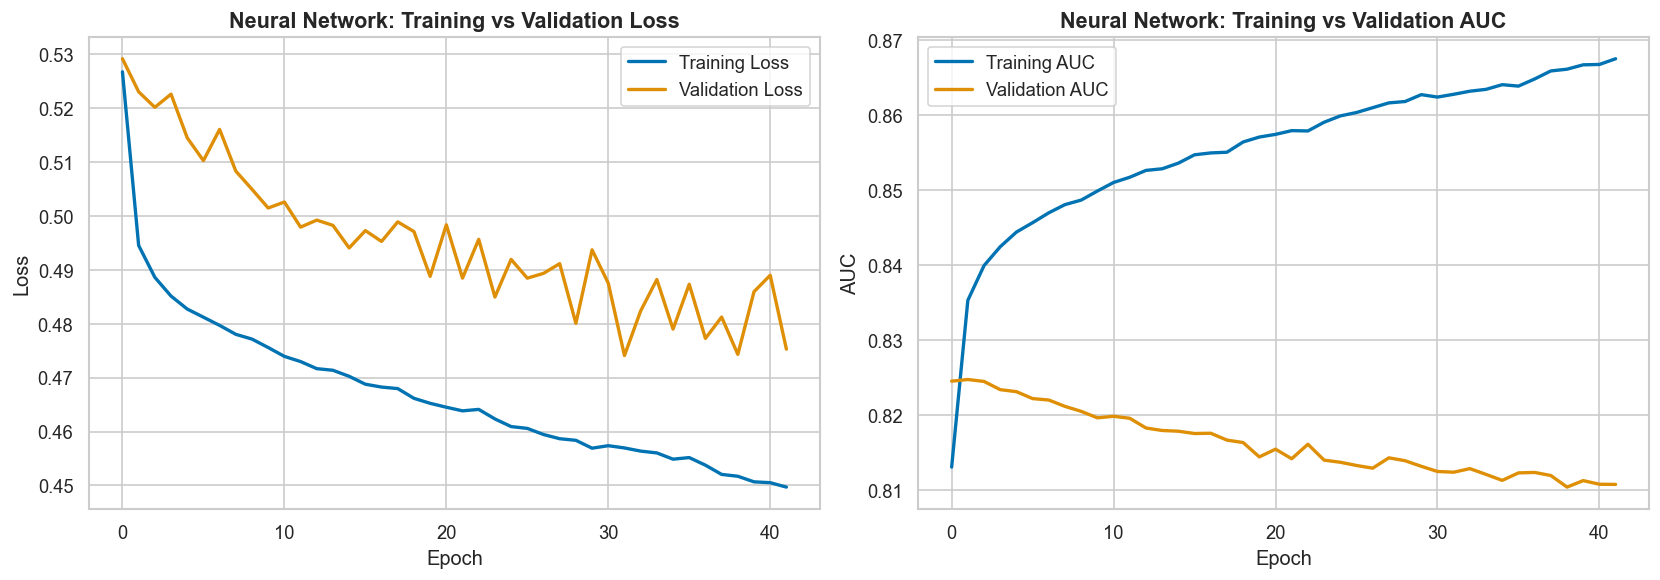 Neural Network: Training vs Validation Loss
Training Loss
Validation Loss
0.53
0.52
0.51
0.50
0.49
0.48
0.47
0.46
0.45
Loss
0
10
20
30
40
Epoch
Neural Network: Training vs Validation AUC
Training AUC
Validation AUC
0.87
0.86
0.85
0.84
0.83
0.82
0.81
AUC
0
10
20
30
40
Epoch